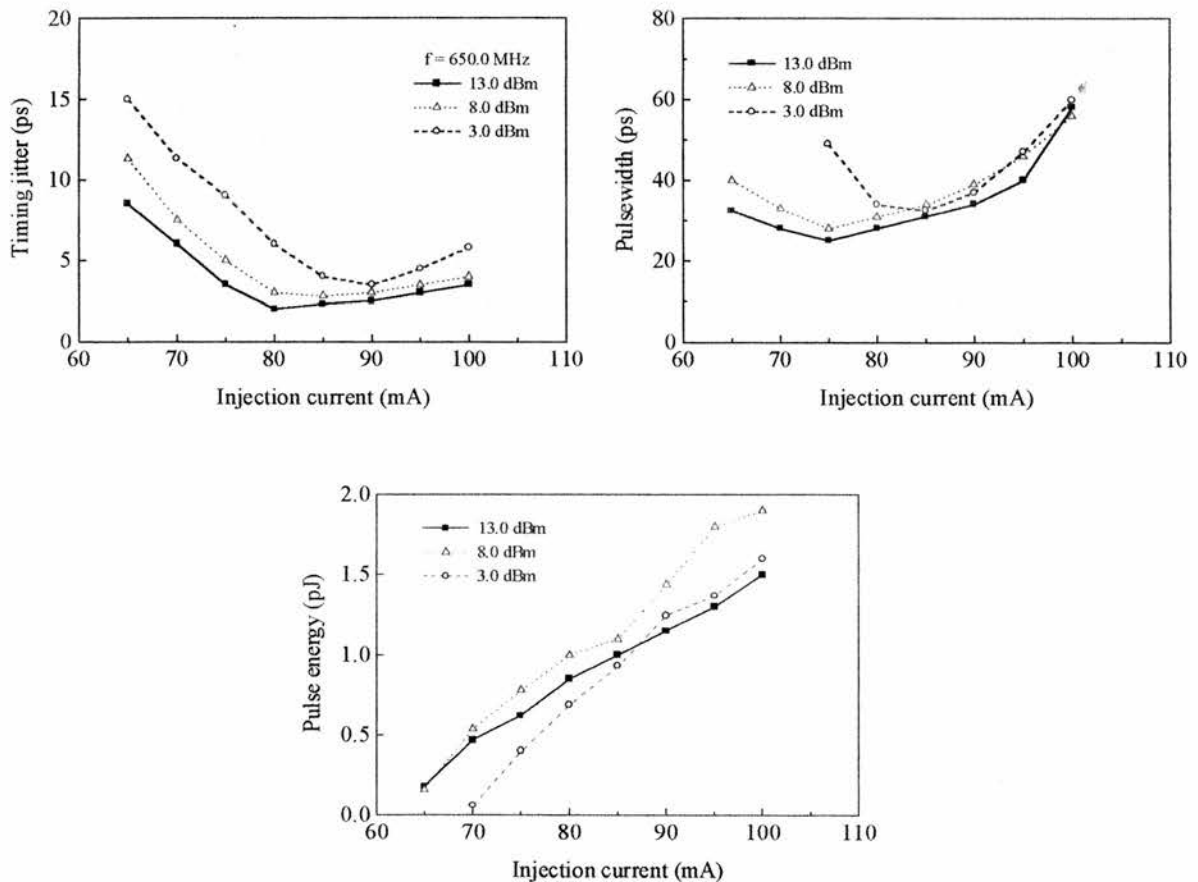 20
15
10
5
0
Timing jitter (ps)
f = 650.0 MHz
13.0 dBm
8.0 dBm
3.0 dBm
60 70 80 90 100 110
Injection current (mA)
80
60
40
20
0
Pulsewidth (ps)
13.0 dBm
8.0 dBm
3.0 dBm
60 70 80 90 100 110
Injection current (mA)
2.0
1.5
1.0
0.5
0.0
Pulse energy (pJ)
13.0 dBm
8.0 dBm
3.0 dBm
60 70 80 90 100 110
Injection current (mA)